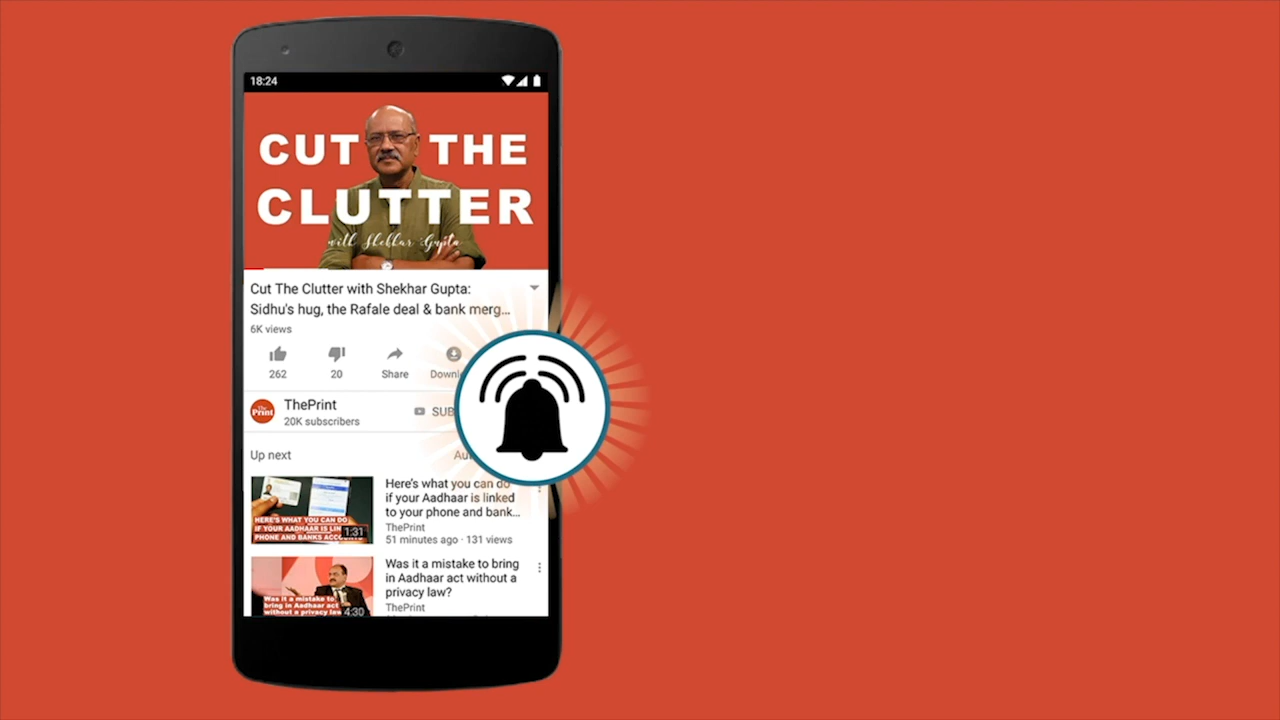 18:24
CUT THE
CLUTTER
with Shekhar Gupta
Cut The Clutter with Shekhar Gupta:
Sidhu's hug, the Rafale deal & bank merg...
6K views
262
20
Share
Downl
The
Print
ThePrint
20K subscribers
SUB
Up next
Au
HERE'S WHAT YOU CAN DO
IF YOUR AADHAAR IS LIN
PHONE AND BANKS ACCOUNTS
1:31
Here's what you can do
if your Aadhaar is linked
to your phone and bank...
ThePrint
51 minutes ago · 131 views
Was it a mistake to
bring in Aadhaar act
without a privacy law
4:30
Was it a mistake to bring
in Aadhaar act without a
privacy law?
ThePrint